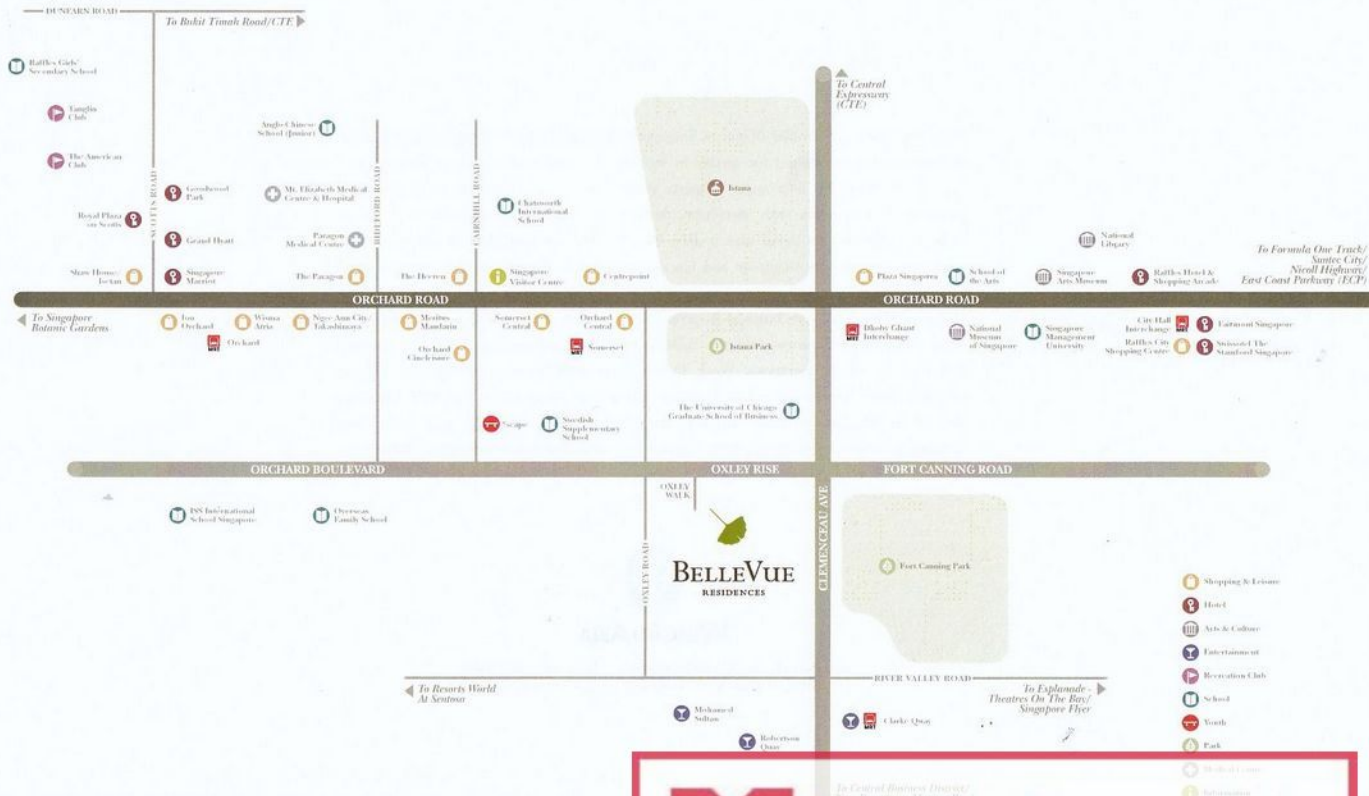 DUNEARN ROAD
To Bukit Timah Road/CTE
Raffles Girls'
Secondary School
Tanglin
Club
The American
Club
Anglo-Chinese
School (Junior)
To Central
Expressway
(CTE)
SCOTTS ROAD
BIDEFORD ROAD
CAIRNHILL ROAD
Goodwood
Park
Mt. Elizabeth Medical
Centre & Hospital
Istana
Chatsworth
International
School
Royal Plaza
on Scotts
Grand Hyatt
Paragon
Medical Centre
National
Library
To Formula One Track/
Suntec City/
Nicoll Highway/
East Coast Parkway (ECP)
Shaw House/
Isetan
Singapore
Marriot
The Paragon
The Heeren
Singapore
Visitor Centre
Centrepoint
Plaza Singapura
School of
the Arts
Singapore
Arts Museum
Raffles Hotel &
Shopping Arcade
ORCHARD ROAD
ORCHARD ROAD
To Singapore
Botanic Gardens
Ion
Orchard
Wisma
Atria
Ngee Ann City/
Takashimaya
Meritus
Mandarin
Somerset
Central
Orchard
Central
MRT
Orchard
Orchard
Cineleisure
MRT
Somerset
Istana Park
MRT
Dhoby Ghaut
Interchange
National
Museum
of Singapore
Singapore
Management
University
City Hall
Interchange
MRT
Fairmont Singapore
Raffles City
Shopping Centre
Swissotel The
Stamford Singapore
The University of Chicago
Graduate School of Business
*scape
Swedish
Supplementary
School
ORCHARD BOULEVARD
OXLEY RISE
FORT CANNING ROAD
OXLEY
WALK
CLEMENCEAU AVE
ISS International
School Singapore
Overseas
Family School
OXLEY ROAD
BELLEVUE
RESIDENCES
Fort Canning Park
Shopping & Leisure
Hotel
Arts & Culture
Entertainment
Recreation Club
School
Youth
Park
Medical Centre
Information
RIVER VALLEY ROAD
To Resorts World
At Sentosa
To Esplanade -
Theatres On The Bay/
Singapore Flyer
Mohamed
Sultan
Robertson
Quay
MRT
Clarke Quay
To Central Business District/